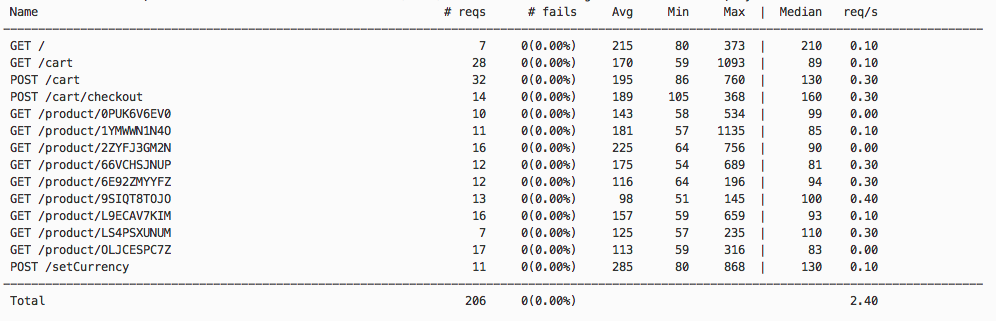 Name # reqs # fails Avg Min Max | Median req/s
GET / 7 0(0.00%) 215 80 373 | 210 0.10
GET /cart 28 0(0.00%) 170 59 1093 | 89 0.10
POST /cart 32 0(0.00%) 195 86 760 | 130 0.30
POST /cart/checkout 14 0(0.00%) 189 105 368 | 160 0.30
GET /product/0PUK6V6EV0 10 0(0.00%) 143 58 534 | 99 0.00
GET /product/1YMWWN1N4O 11 0(0.00%) 181 57 1135 | 85 0.10
GET /product/2ZYFJ3GM2N 16 0(0.00%) 225 64 756 | 90 0.00
GET /product/66VCHSJNUP 12 0(0.00%) 175 54 689 | 81 0.30
GET /product/6E92ZMYYFZ 12 0(0.00%) 116 64 196 | 94 0.30
GET /product/9SIQT8TOJO 13 0(0.00%) 98 51 145 | 100 0.40
GET /product/L9ECAV7KIM 16 0(0.00%) 157 59 659 | 93 0.10
GET /product/LS4PSXUNUM 7 0(0.00%) 125 57 235 | 110 0.30
GET /product/OLJCESPC7Z 17 0(0.00%) 113 59 316 | 83 0.00
POST /setCurrency 11 0(0.00%) 285 80 868 | 130 0.10
Total 206 0(0.00%) 2.40